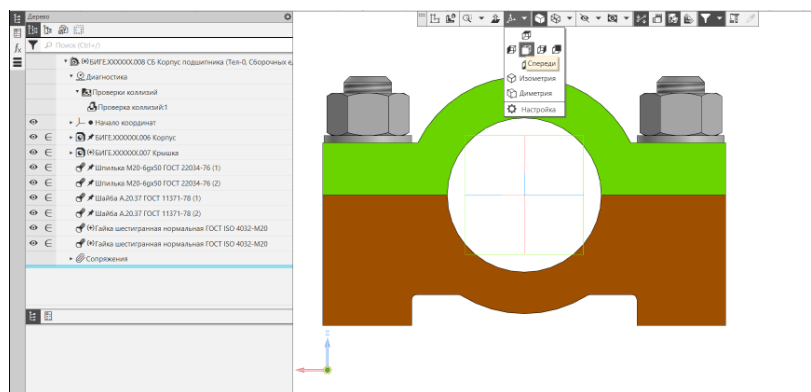 Дерево
Поиск (Ctrl+/)
(+)БИГЕ.XXXXXX.008 СБ Корпус подшипника (Тел-0, Сборочных е
Диагностика
Проверки коллизий
Проверка коллизий:1
Начало координат
БИГЕ.XXXXXX.006 Корпус
(+)БИГЕ.XXXXXX.007 Крышка
Шпилька М20-6gx50 ГОСТ 22034-76 (1)
Шпилька М20-6gx50 ГОСТ 22034-76 (2)
Шайба А.20.37 ГОСТ 11371-78 (1)
Шайба А.20.37 ГОСТ 11371-78 (2)
(+)Гайка шестигранная нормальная ГОСТ ISO 4032-М20
(+)Гайка шестигранная нормальная ГОСТ ISO 4032-М20
Сопряжения
Спереди
Изометрия
Диметрия
Настройка